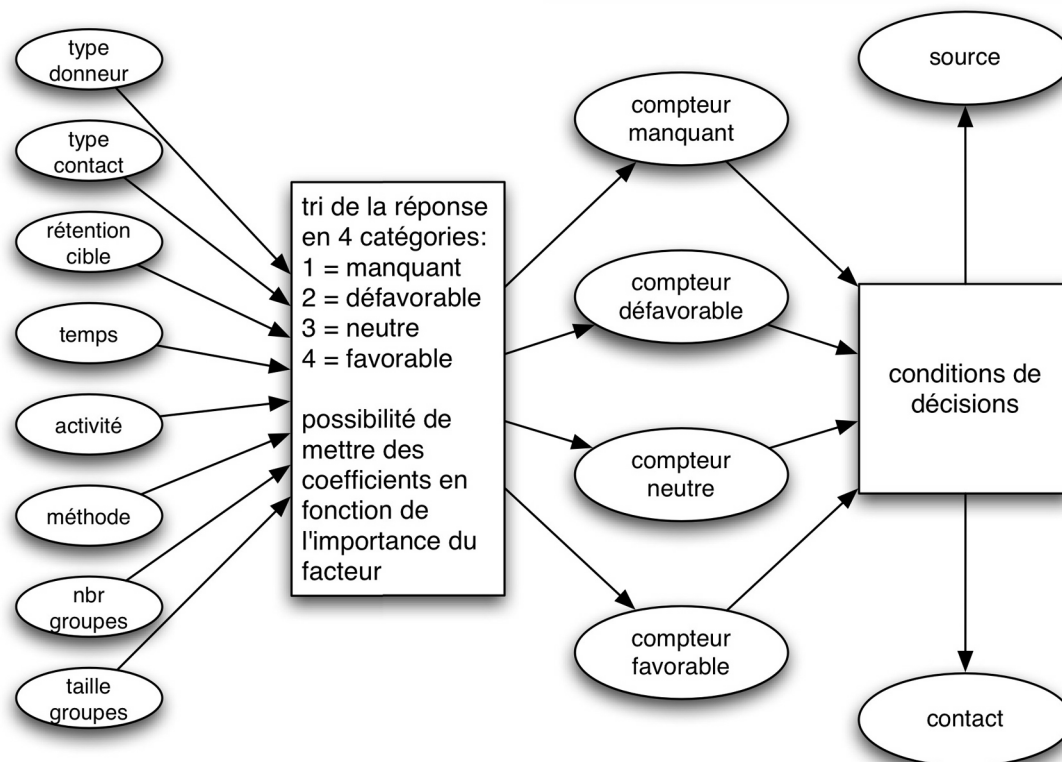 type
donneur
type
contact
rétention
cible
temps
activité
méthode
nbr
groupes
taille
groupes
tri de la réponse
en 4 catégories:
1 = manquant
2 = défavorable
3 = neutre
4 = favorable
possibilité de
mettre des
coefficients en
fonction de
l'importance du
facteur
compteur
manquant
compteur
défavorable
compteur
neutre
compteur
favorable
source
conditions de
décisions
contact